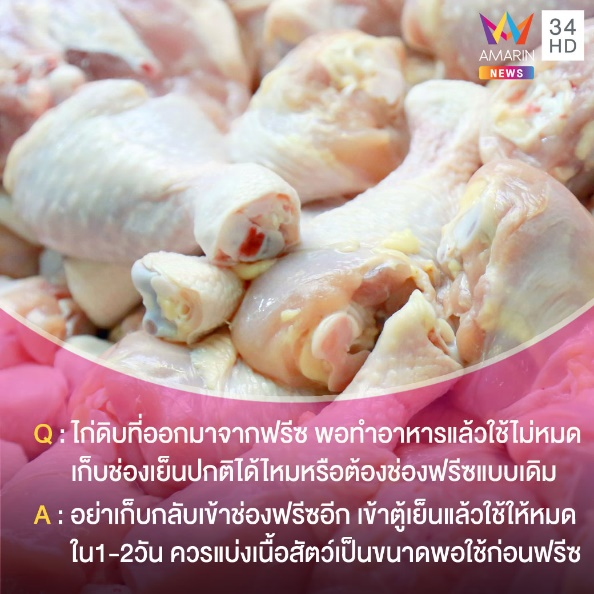 34
HD
AMARIN
NEWS
Q : ไก่ดิบที่ออกมาจากฟรีซ พอทำอาหารแล้วใช้ไม่หมด
เก็บช่องเย็นปกติได้ไหมหรือต้องช่องฟรีซแบบเดิม
A : อย่าเก็บกลับเข้าช่องฟรีซอีก เข้าตู้เย็นแล้วใช้ให้หมด
ใน1-2วัน ควรแบ่งเนื้อสัตว์เป็นขนาดพอใช้ก่อนฟรีซ